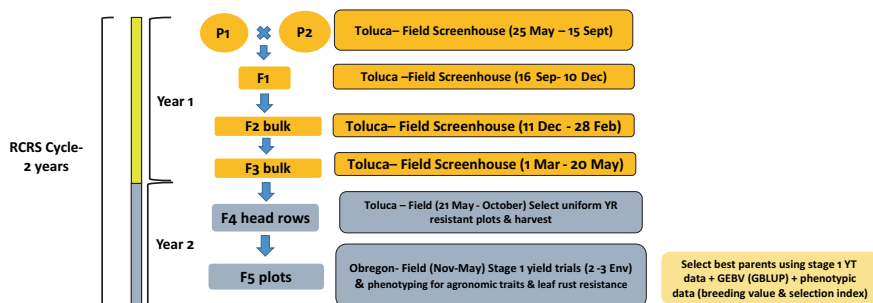 P1
P2
Toluca– Field Screenhouse (25 May – 15 Sept)
F1
Toluca –Field Screenhouse (16 Sep- 10 Dec)
Year 1
F2 bulk
Toluca– Field Screenhouse (11 Dec - 28 Feb)
RCRS Cycle-
2 years
F3 bulk
Toluca– Field Screenhouse (1 Mar - 20 May)
F4 head rows
Toluca – Field (21 May - October) Select uniform YR
resistant plots & harvest
Year 2
F5 plots
Obregon- Field (Nov-May) Stage 1 yield trials (2 -3 Env)
& phenotyping for agronomic traits & leaf rust resistance
Select best parents using stage 1 YT
data + GEBV (GBLUP) + phenotypic
data (breeding value & selection index)